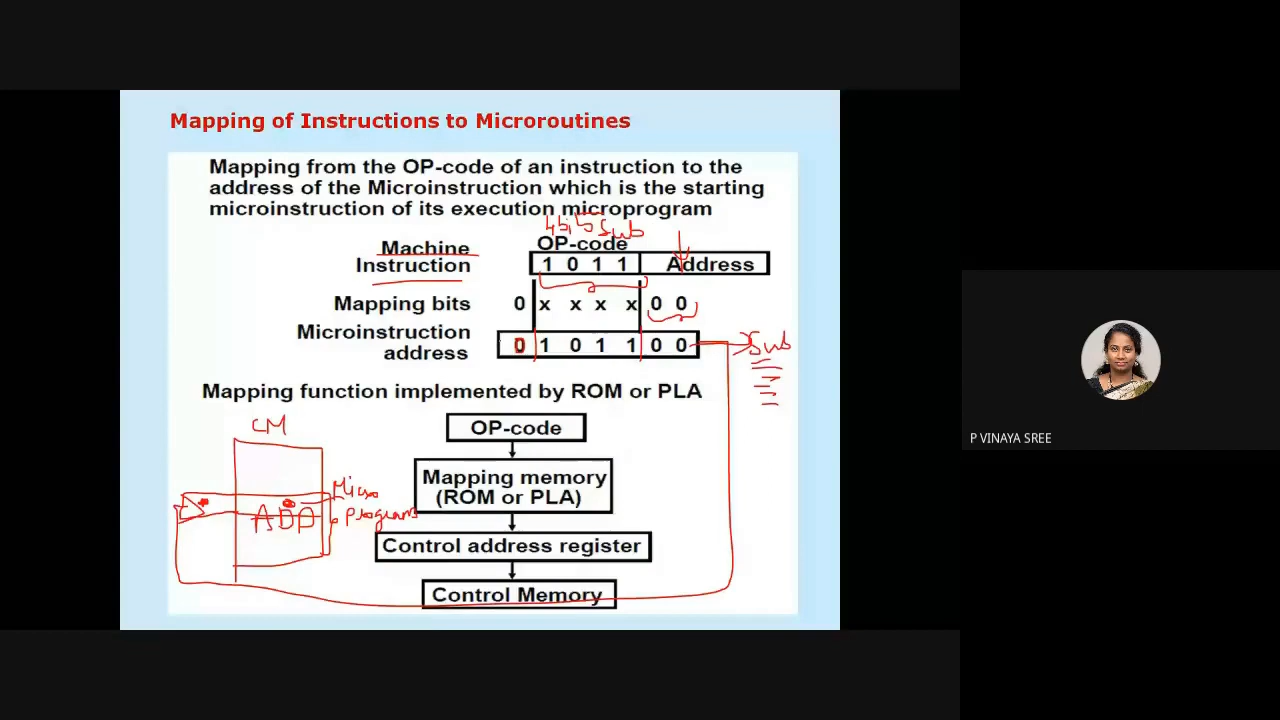 Mapping of Instructions to Microroutines
Mapping from the OP-code of an instruction to the
address of the Microinstruction which is the starting
microinstruction of its execution microprogram
4bits Sub
OP-code
Machine
Instruction 1 0 1 1 Address
Mapping bits 0 x x x x 0 0
Microinstruction
address 0 1 0 1 1 0 0 Sub
Mapping function implemented by ROM or PLA
CM
OP-code
Mapping memory
(ROM or PLA)
Micro
program
ADD
Control address register
Control Memory
P VINAYA SREE